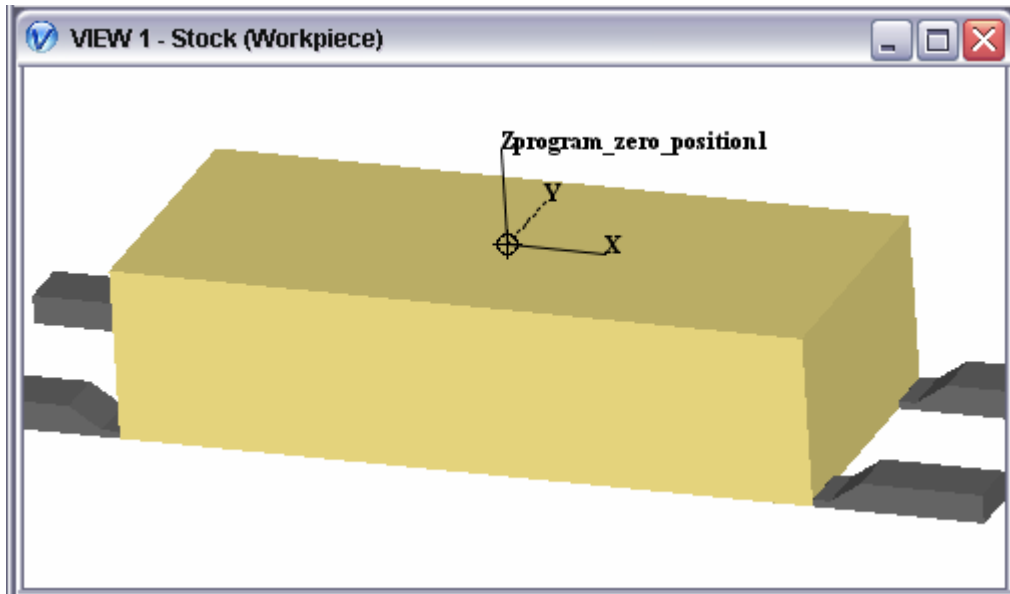 VIEW 1 - Stock (Workpiece)
Zprogram_zero_position1
Y
X